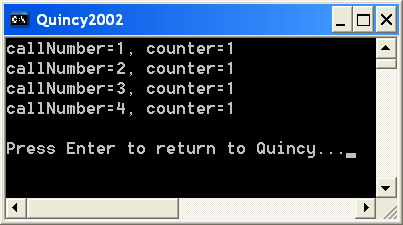 Quincy2002
callNumber=1, counter=1
callNumber=2, counter=1
callNumber=3, counter=1
callNumber=4, counter=1
Press Enter to return to Quincy..._